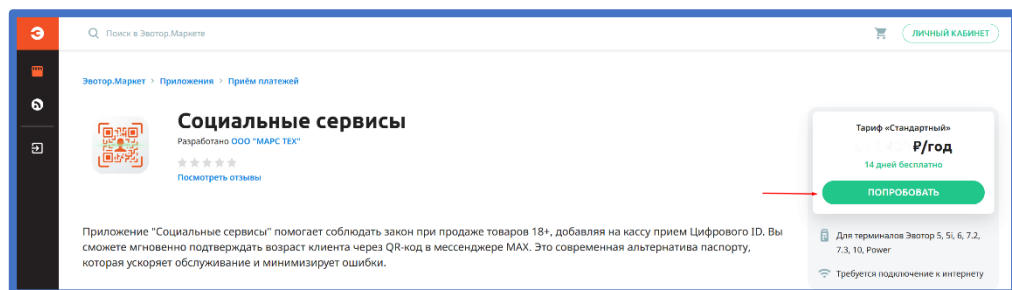 Поиск в Эвотор.Маркете
ЛИЧНЫЙ КАБИНЕТ
Эвотор.Маркет > Приложения > Приём платежей
Социальные сервисы
Разработано ООО "МАРС ТЕХ"
Посмотреть отзывы
Тариф «Стандартный»
₽/год
14 дней бесплатно
ПОПРОБОВАТЬ
Приложение "Социальные сервисы" помогает соблюдать закон при продаже товаров 18+, добавляя на кассу прием Цифрового ID. Вы
сможете мгновенно подтверждать возраст клиента через QR-код в мессенджере MAX. Это современная альтернатива паспорту,
которая ускоряет обслуживание и минимизирует ошибки.
Для терминалов Эвотор 5, 5i, 6, 7.2,
7.3, 10, Power
Требуется подключение к интернету